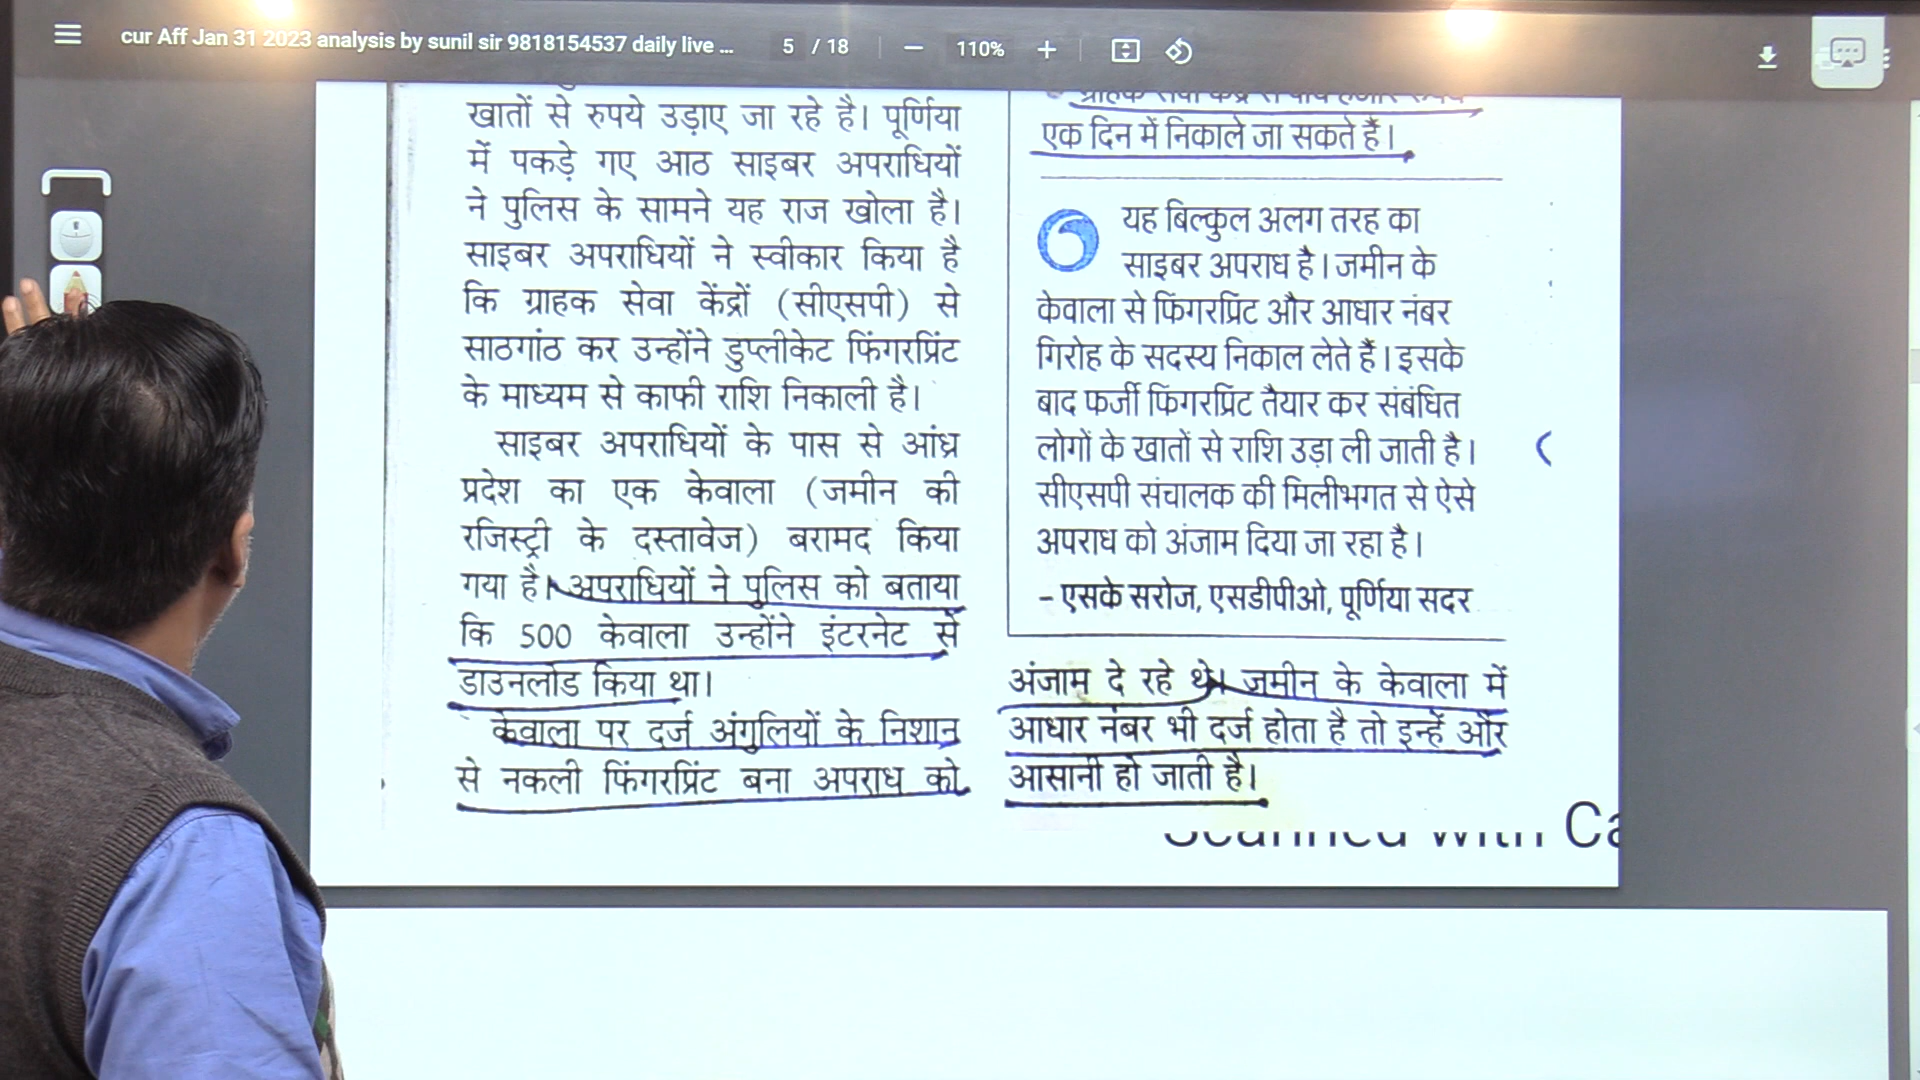 cur Aff Jan 31 2023 analysis by sunil sir 9818154537 daily live ...
5 / 18
110%
खातों से रुपये उड़ाए जा रहे है। पूर्णिया
में पकड़े गए आठ साइबर अपराधियों
ने पुलिस के सामने यह राज खोला है।
साइबर अपराधियों ने स्वीकार किया है
कि ग्राहक सेवा केंद्रों (सीएसपी) से
साठगांठ कर उन्होंने डुप्लीकेट फिंगरप्रिंट
के माध्यम से काफी राशि निकाली है।
साइबर अपराधियों के पास से आंध्र
प्रदेश का एक केवाला (जमीन की
रजिस्ट्री के दस्तावेज) बरामद किया
गया है। अपराधियों ने पुलिस को बताया
कि 500 केवाला उन्होंने इंटरनेट से
डाउनलोड किया था।
केवाला पर दर्ज अंगुलियों के निशान
से नकली फिंगरप्रिंट बना अपराध को
एक दिन में निकाले जा सकते हैं।
यह बिल्कुल अलग तरह का
साइबर अपराध है। जमीन के
केवाला से फिंगरप्रिंट और आधार नंबर
गिरोह के सदस्य निकाल लेते हैं। इसके
बाद फर्जी फिंगरप्रिंट तैयार कर संबंधित
लोगों के खातों से राशि उड़ा ली जाती है।
सीएसपी संचालक की मिलीभगत से ऐसे
अपराध को अंजाम दिया जा रहा है।
- एसके सरोज, एसडीपीओ, पूर्णिया सदर
अंजाम दे रहे थे। जमीन के केवाला में
आधार नंबर भी दर्ज होता है तो इन्हें और
आसानी हो जाती है।